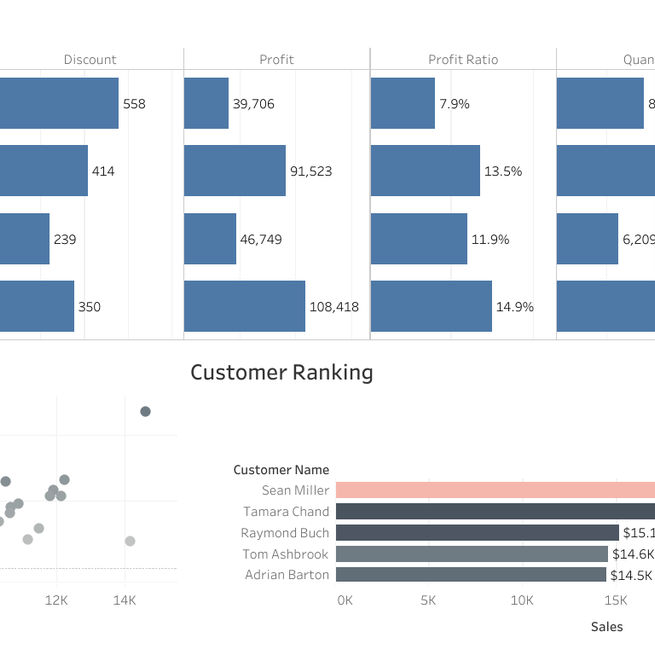 Discount Profit Profit Ratio
558 39,706 7.9%
414 91,523 13.5%
239 46,749 11.9% 6,209
350 108,418 14.9%
Customer Ranking
Customer Name
Sean Miller
Tamara Chand
Raymond Buch $15.1
Tom Ashbrook $14.6K
Adrian Barton $14.5K
12K 14K 0K 5K 10K 15K
Sales